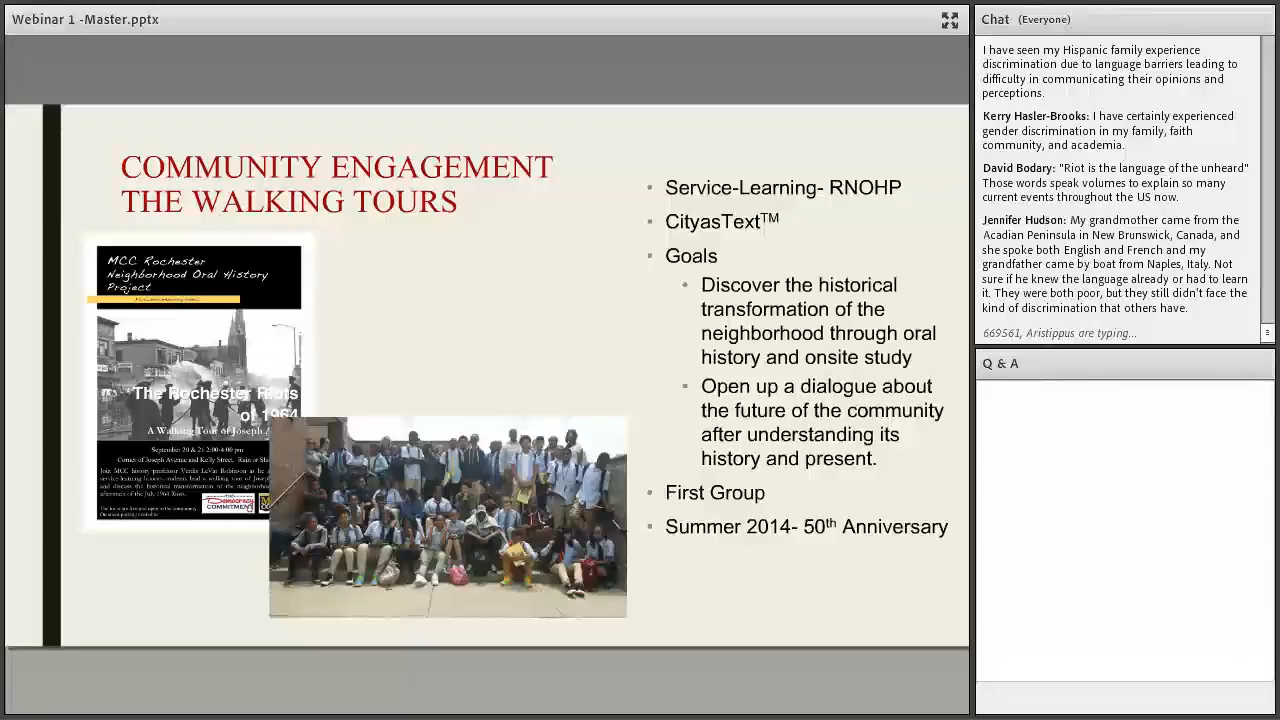 Webinar 1 -Master.pptx
COMMUNITY ENGAGEMENT
THE WALKING TOURS
MCC Rochester
Neighborhood Oral History
Project
The Rochester Riots
of 1964
A Walking Tour of Joseph
September 20 & 21 2:00-4:00 pm
Corner of Joseph Avenue and Kelly Street. Rain or
Join MCC history professor Verdis LeVar Robinson as he
service-learning honors students lead a walking tour of
and discuss the historical transformation of the neighborhood
aftermath of the July 1964 Riots.
The Democracy
COMMITMENT
Service-Learning- RNOHP
CityasText™
Goals
Discover the historical
transformation of the
neighborhood through oral
history and onsite study
Open up a dialogue about
the future of the community
after understanding its
history and present.
First Group
Summer 2014- 50th Anniversary
Chat (Everyone)
I have seen my Hispanic family experience
discrimination due to language barriers leading to
difficulty in communicating their opinions and
perceptions.
Kerry Hasler-Brooks: I have certainly experienced
gender discrimination in my family, faith
community, and academia.
David Bodary: "Riot is the language of the unheard"
Those words speak volumes to explain so many
current events throughout the US now.
Jennifer Hudson: My grandmother came from the
Acadian Peninsula in New Brunswick, Canada, and
she spoke both English and French and my
grandfather came by boat from Naples, Italy. Not
sure if he knew the language already or had to learn
it. They were both poor, but they still didn't face the
kind of discrimination that others have.
669561, Aristippus are typing...
Q & A